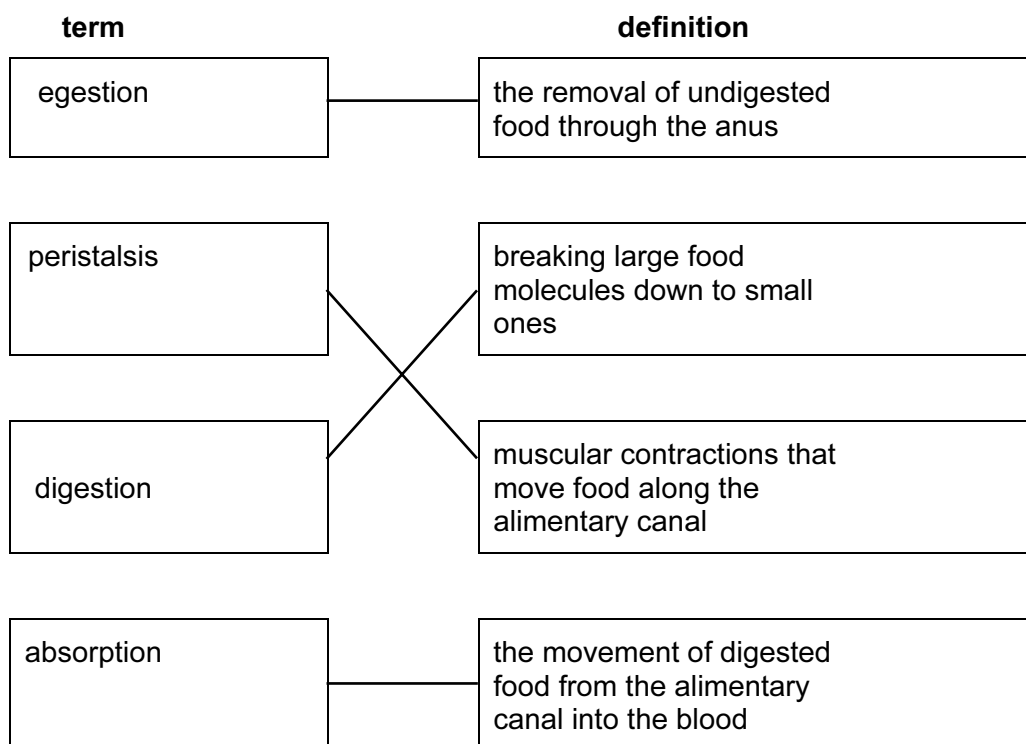 term
definition
egestion
the removal of undigested
food through the anus
peristalsis
breaking large food
molecules down to small
ones
digestion
muscular contractions that
move food along the
alimentary canal
absorption
the movement of digested
food from the alimentary
canal into the blood